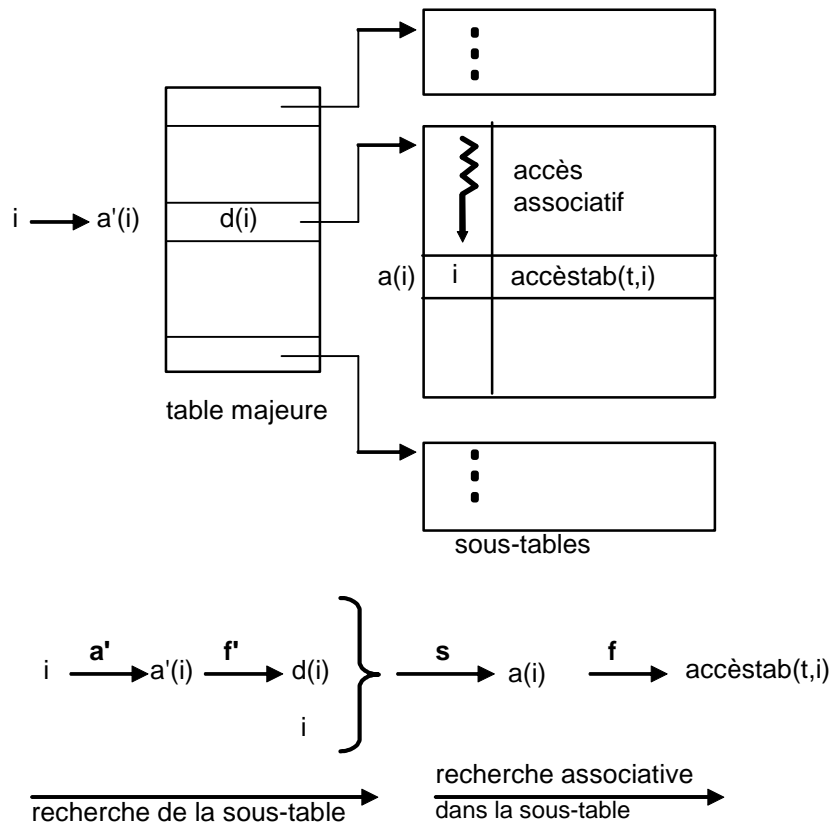 accès
associatif
i a'(i) d(i)
a(i) i accèstab(t,i)
table majeure
sous-tables
a' f' s f
i a'(i) d(i) a(i) accèstab(t,i)
i
recherche de la sous-table
recherche associative
dans la sous-table